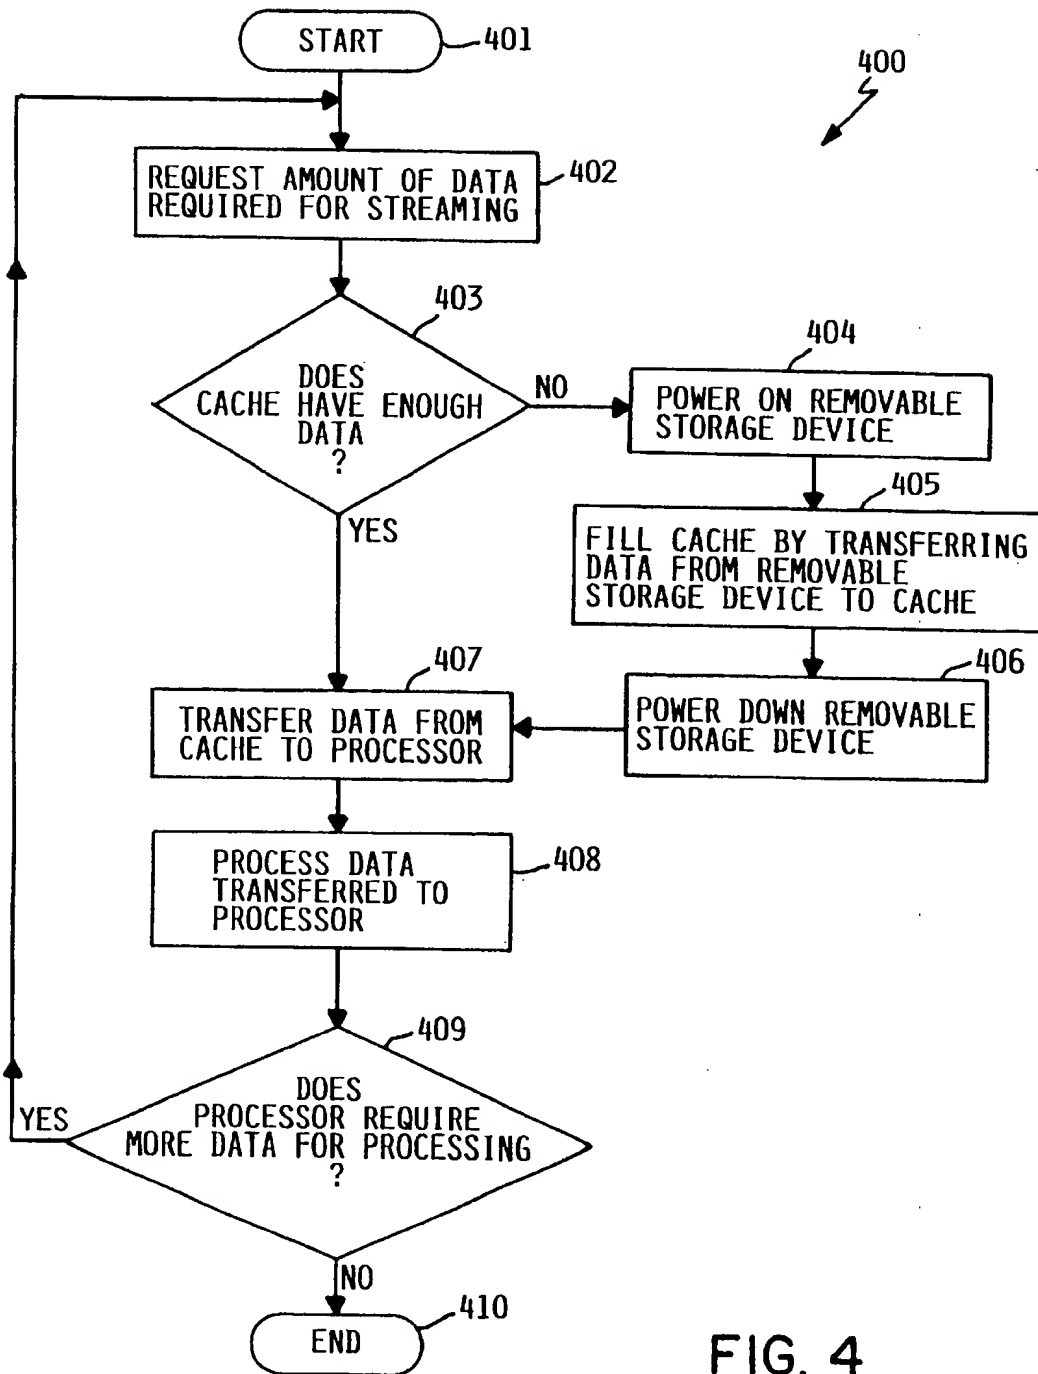 START
401
400
REQUEST AMOUNT OF DATA
REQUIRED FOR STREAMING
402
403
DOES
CACHE HAVE ENOUGH
DATA
?
NO
YES
404
POWER ON REMOVABLE
STORAGE DEVICE
405
FILL CACHE BY TRANSFERRING
DATA FROM REMOVABLE
STORAGE DEVICE TO CACHE
406
POWER DOWN REMOVABLE
STORAGE DEVICE
407
TRANSFER DATA FROM
CACHE TO PROCESSOR
PROCESS DATA
TRANSFERRED TO
PROCESSOR
408
409
DOES
PROCESSOR REQUIRE
MORE DATA FOR PROCESSING
?
YES
NO
END
410
FIG. 4